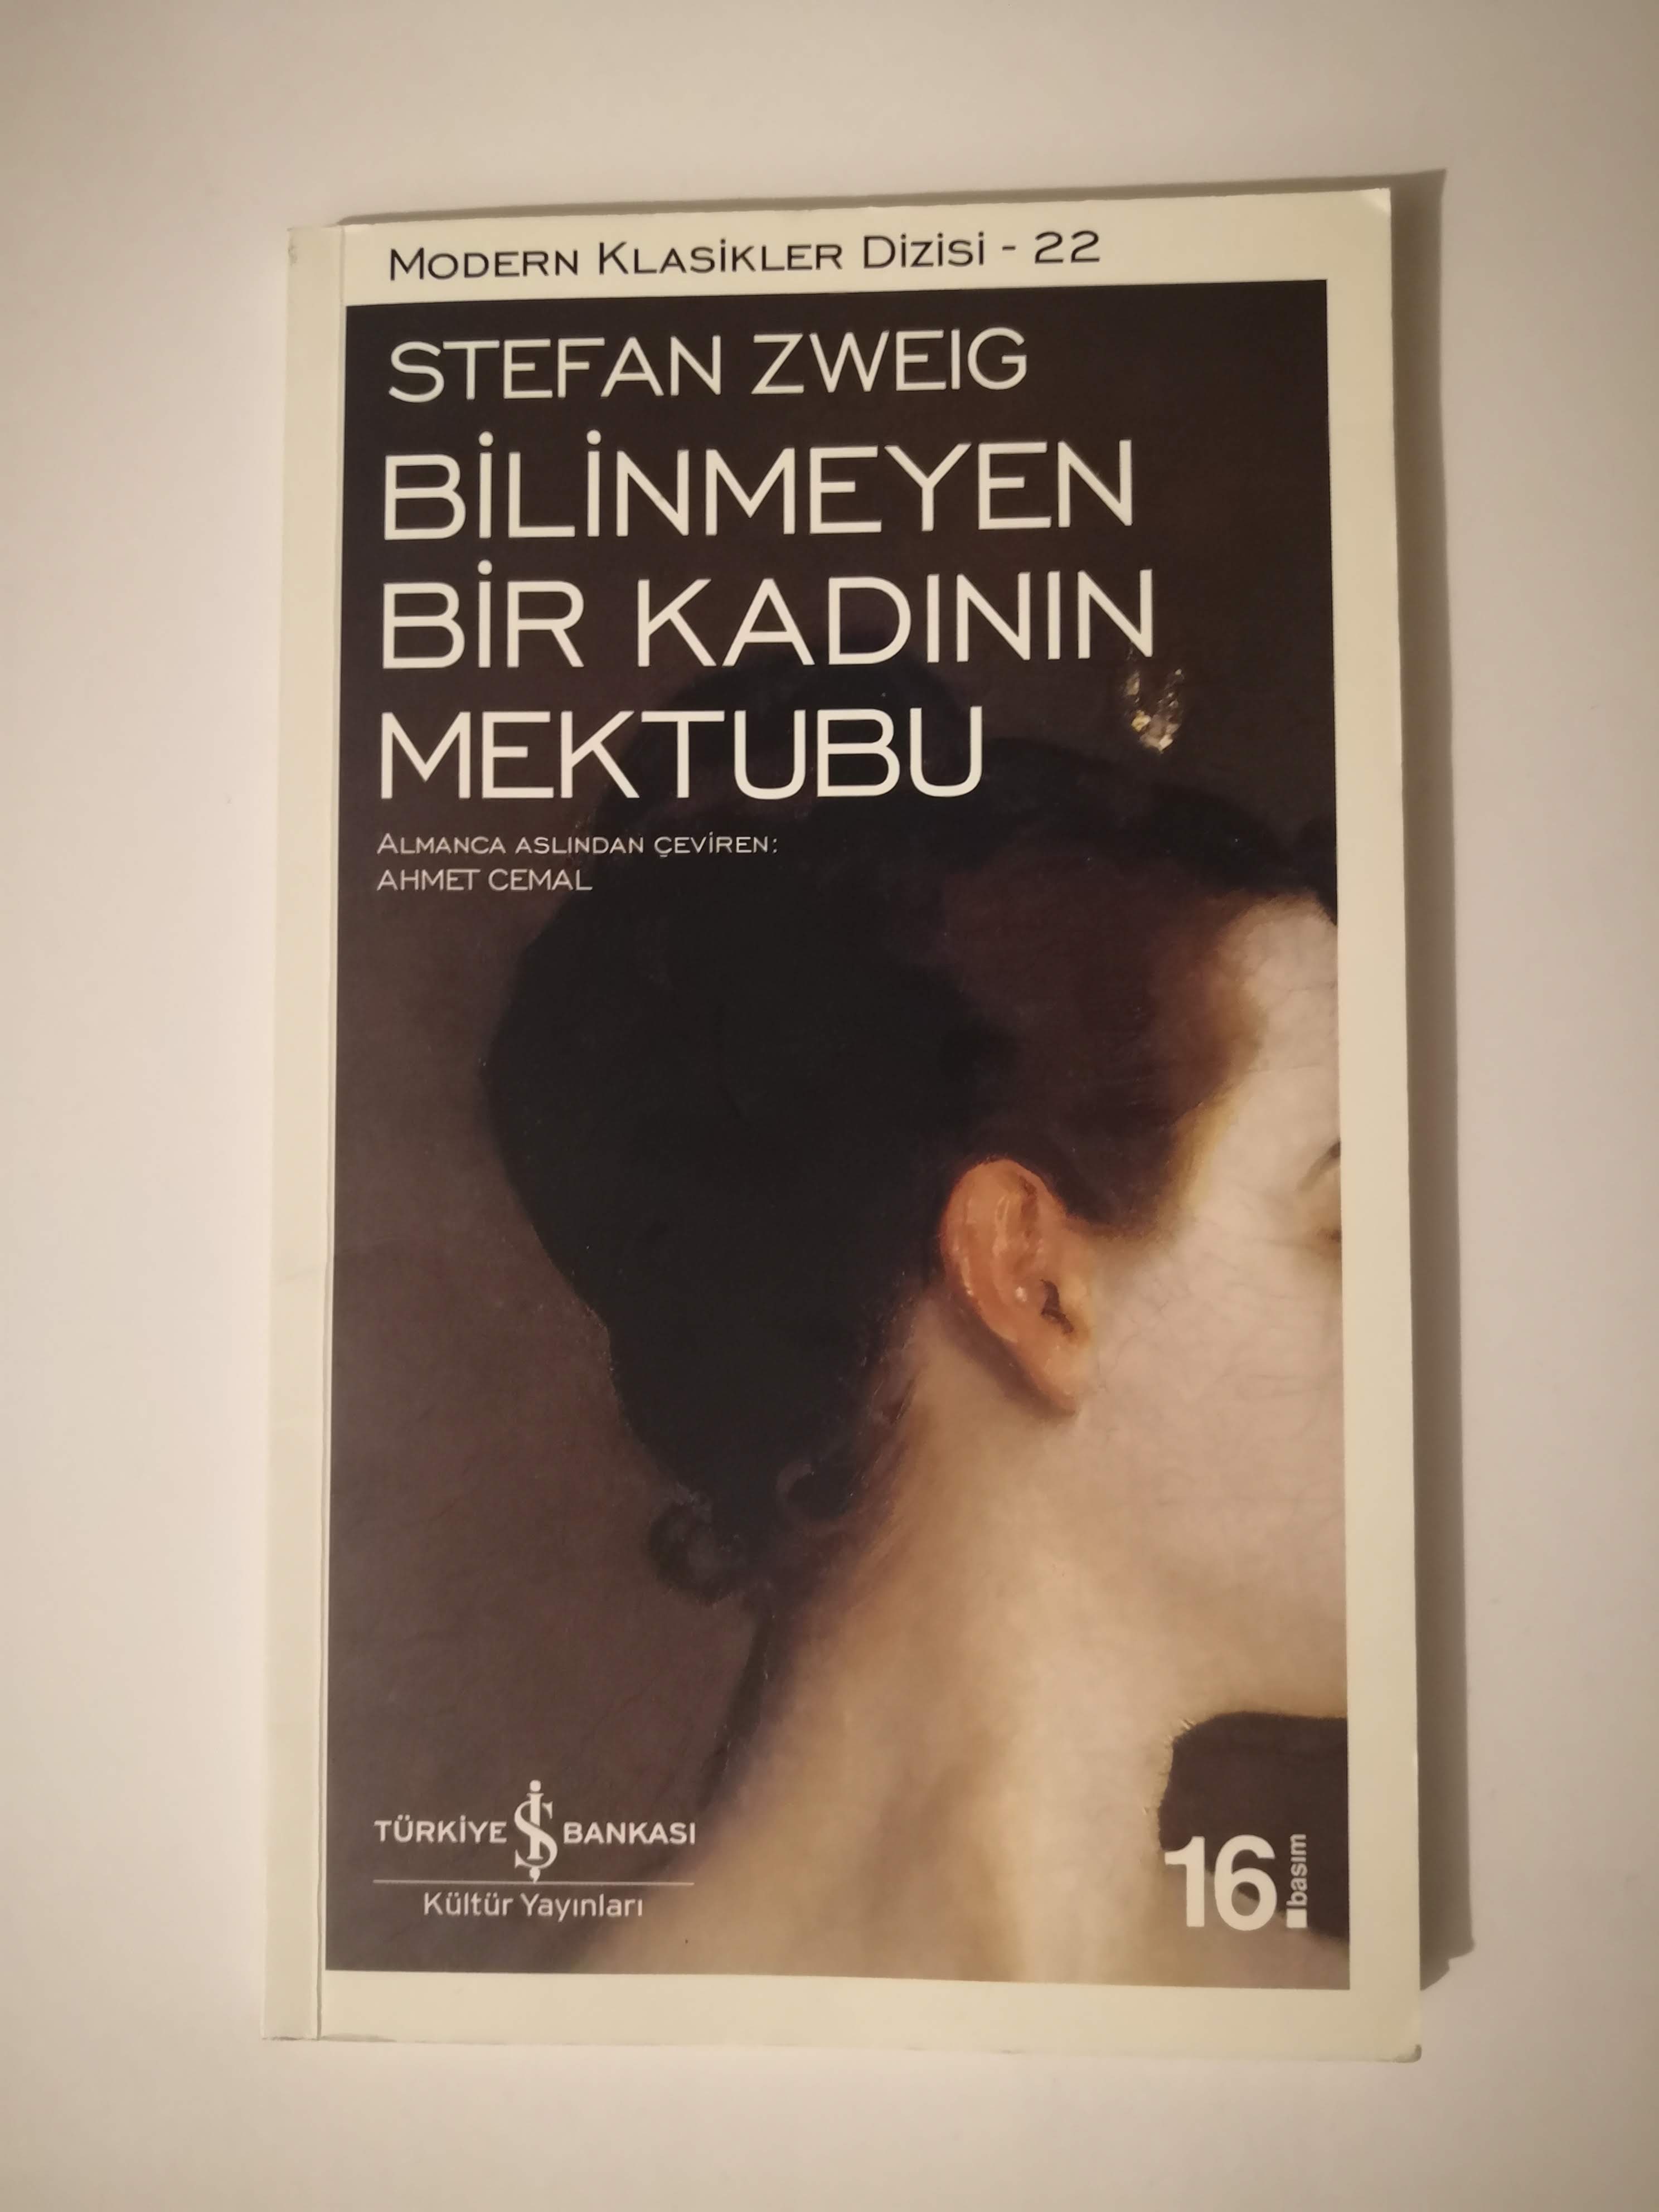 MODERN KLASİKLER DİZİSİ - 22
STEFAN ZWEIG
BİLİNMEYEN
BİR KADININ
MEKTUBU
ALMANCA ASLINDAN ÇEVİREN:
AHMET CEMAL
TÜRKİYE İŞ BANKASI
Kültür Yayınları
16. basım